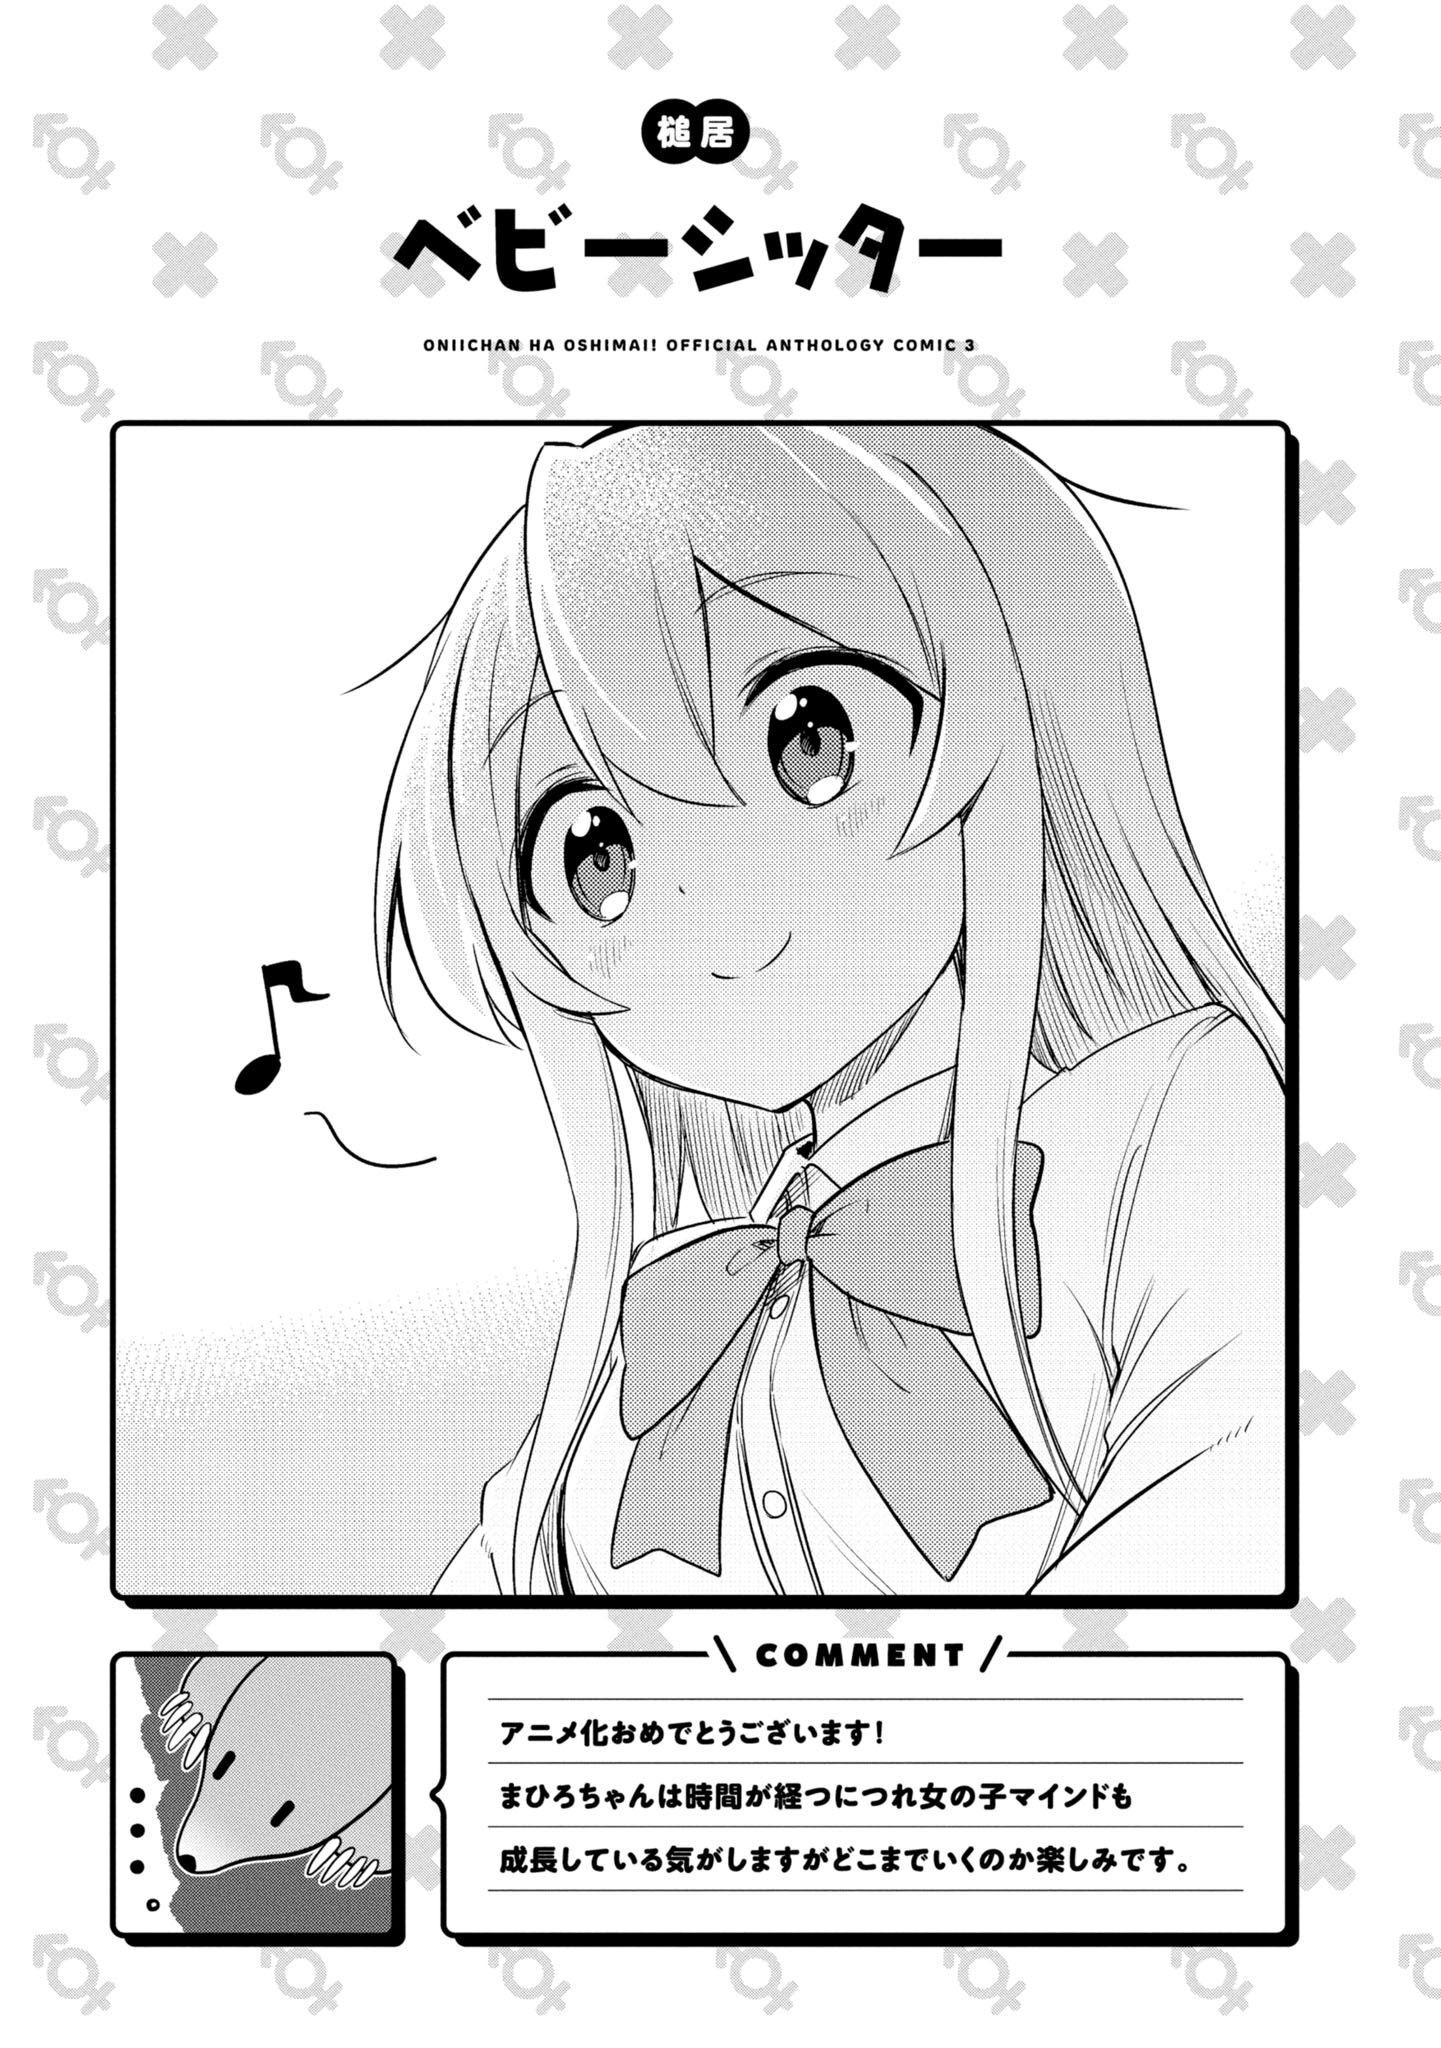 槌居
ベビーシッター
ONIICHAN HA OSHIMAI! OFFICIAL ANTHOLOGY COMIC 3
COMMENT
アニメ化おめでとうございます!
まひろちゃんは時間が経つにつれ女の子マインドも
成長している気がしますがどこまでいくのか楽しみです。